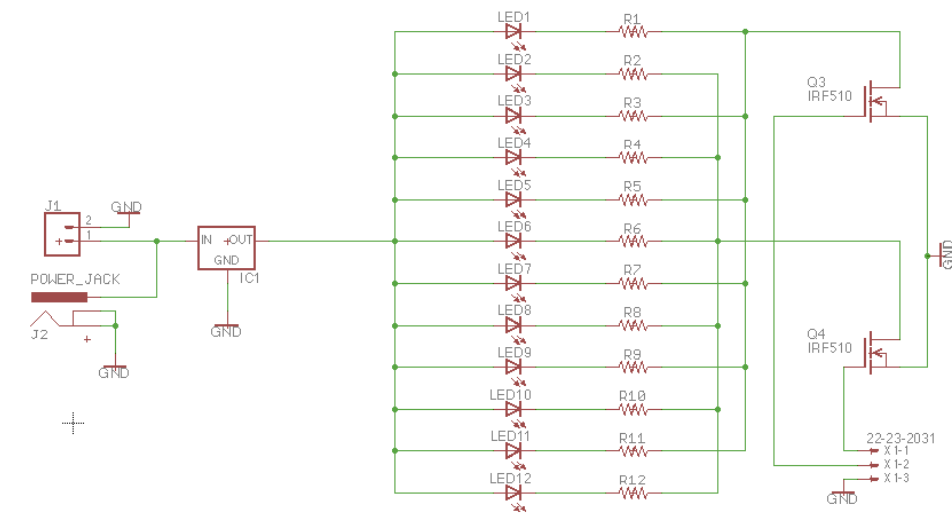 LED1 R1
LED2 R2
Q3
IRF510
LED3 R3
LED4 R4
LED5 R5
J1 GND
2
LED6 R6
+ 1 IN +OUT
GND
GND
LED7 R7
POWER_JACK IC1
LED8 R8
J2 + GND
Q4
IRF510
LED9 R9
GND
LED10 R10
LED11 R11
22-23-2031
X1-1
X1-2
LED12 R12 X1-3
GND